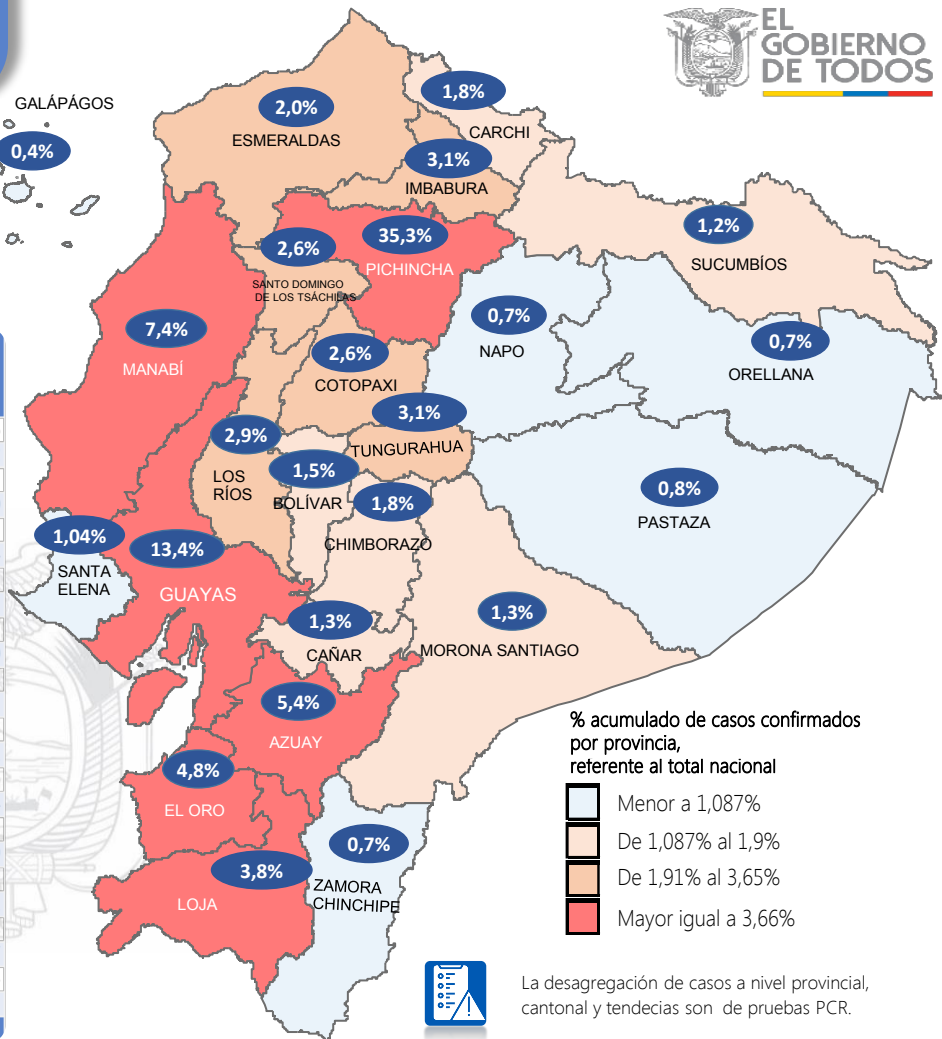 EL
GOBIERNO
DE TODOS
GALÁPÁGOS
0,4%
2,0%
ESMERALDAS
1,8%
CARCHI
3,1%
IMBABURA
1,2%
SUCUMBÍOS
35,3%
PICHINCHA
2,6%
SANTO DOMINGO
DE LOS TSÁCHILAS
7,4%
MANABÍ
0,7%
NAPO
0,7%
ORELLANA
2,6%
COTOPAXI
3,1%
TUNGURAHUA
2,9%
LOS
RÍOS
1,5%
BOLÍVAR
1,8%
CHIMBORAZO
0,8%
PASTAZA
1,04%
SANTA
ELENA
13,4%
GUAYAS
1,3%
CAÑAR
1,3%
MORONA SANTIAGO
5,4%
AZUAY
4,8%
EL ORO
3,8%
LOJA
0,7%
ZAMORA
CHINCHIPE
% acumulado de casos confirmados
por provincia,
referente al total nacional
Menor a 1,087%
De 1,087% al 1,9%
De 1,91% al 3,65%
Mayor igual a 3,66%
La desagregación de casos a nivel provincial,
cantonal y tendecias son de pruebas PCR.